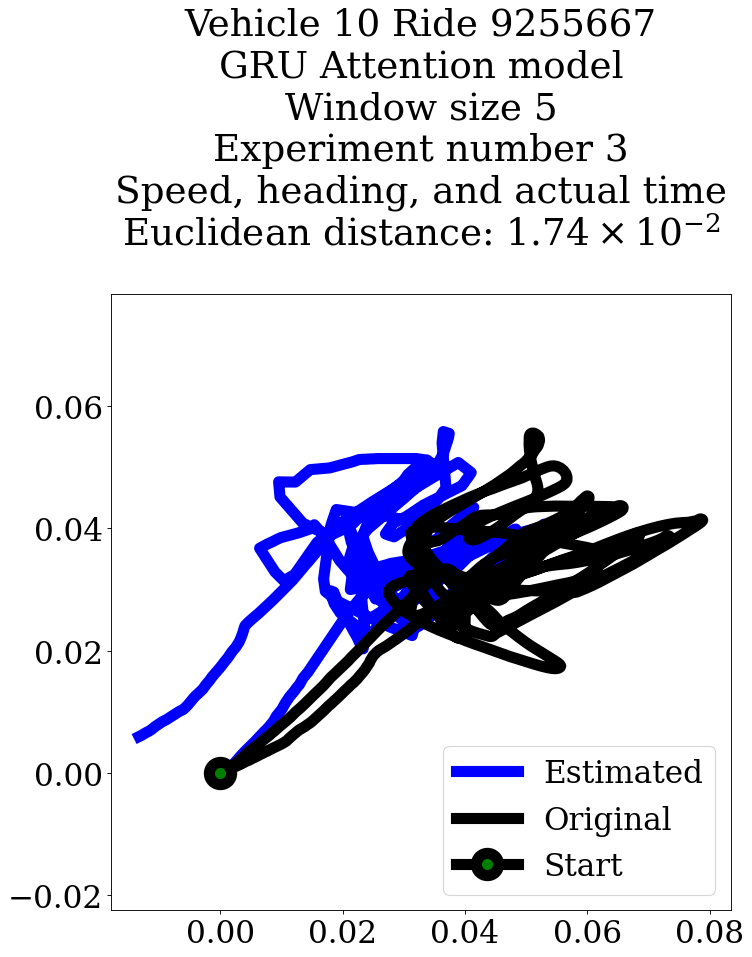 Vehicle 10 Ride 9255667
GRU Attention model
Window size 5
Experiment number 3
Speed, heading, and actual time
Euclidean distance: 1.74 × 10⁻²
0.06
0.04
0.02
0.00
−0.02
Estimated
Original
Start
0.00 0.02 0.04 0.06 0.08